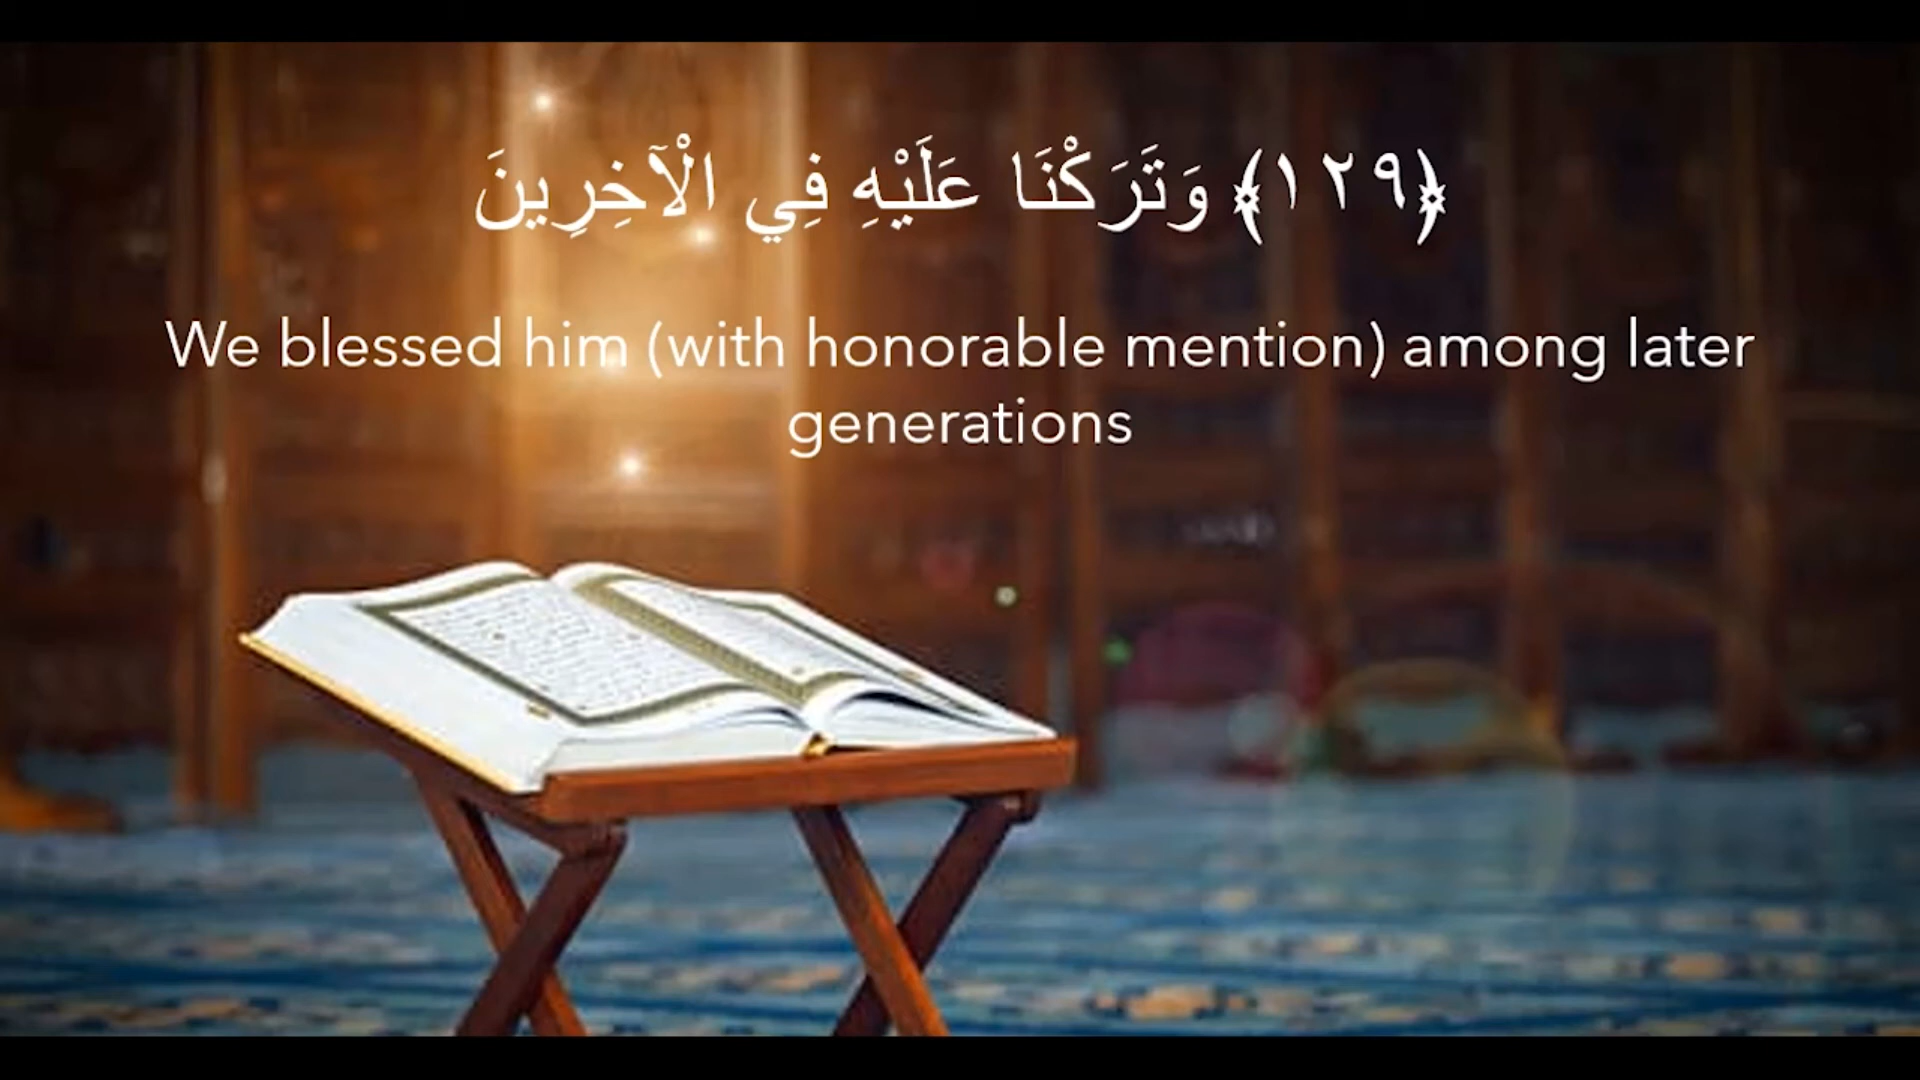 ﴿١٢٩﴾ وَتَرَكْنَا عَلَيْهِ فِي الْآخِرِينَ
We blessed him (with honorable mention) among later
generations